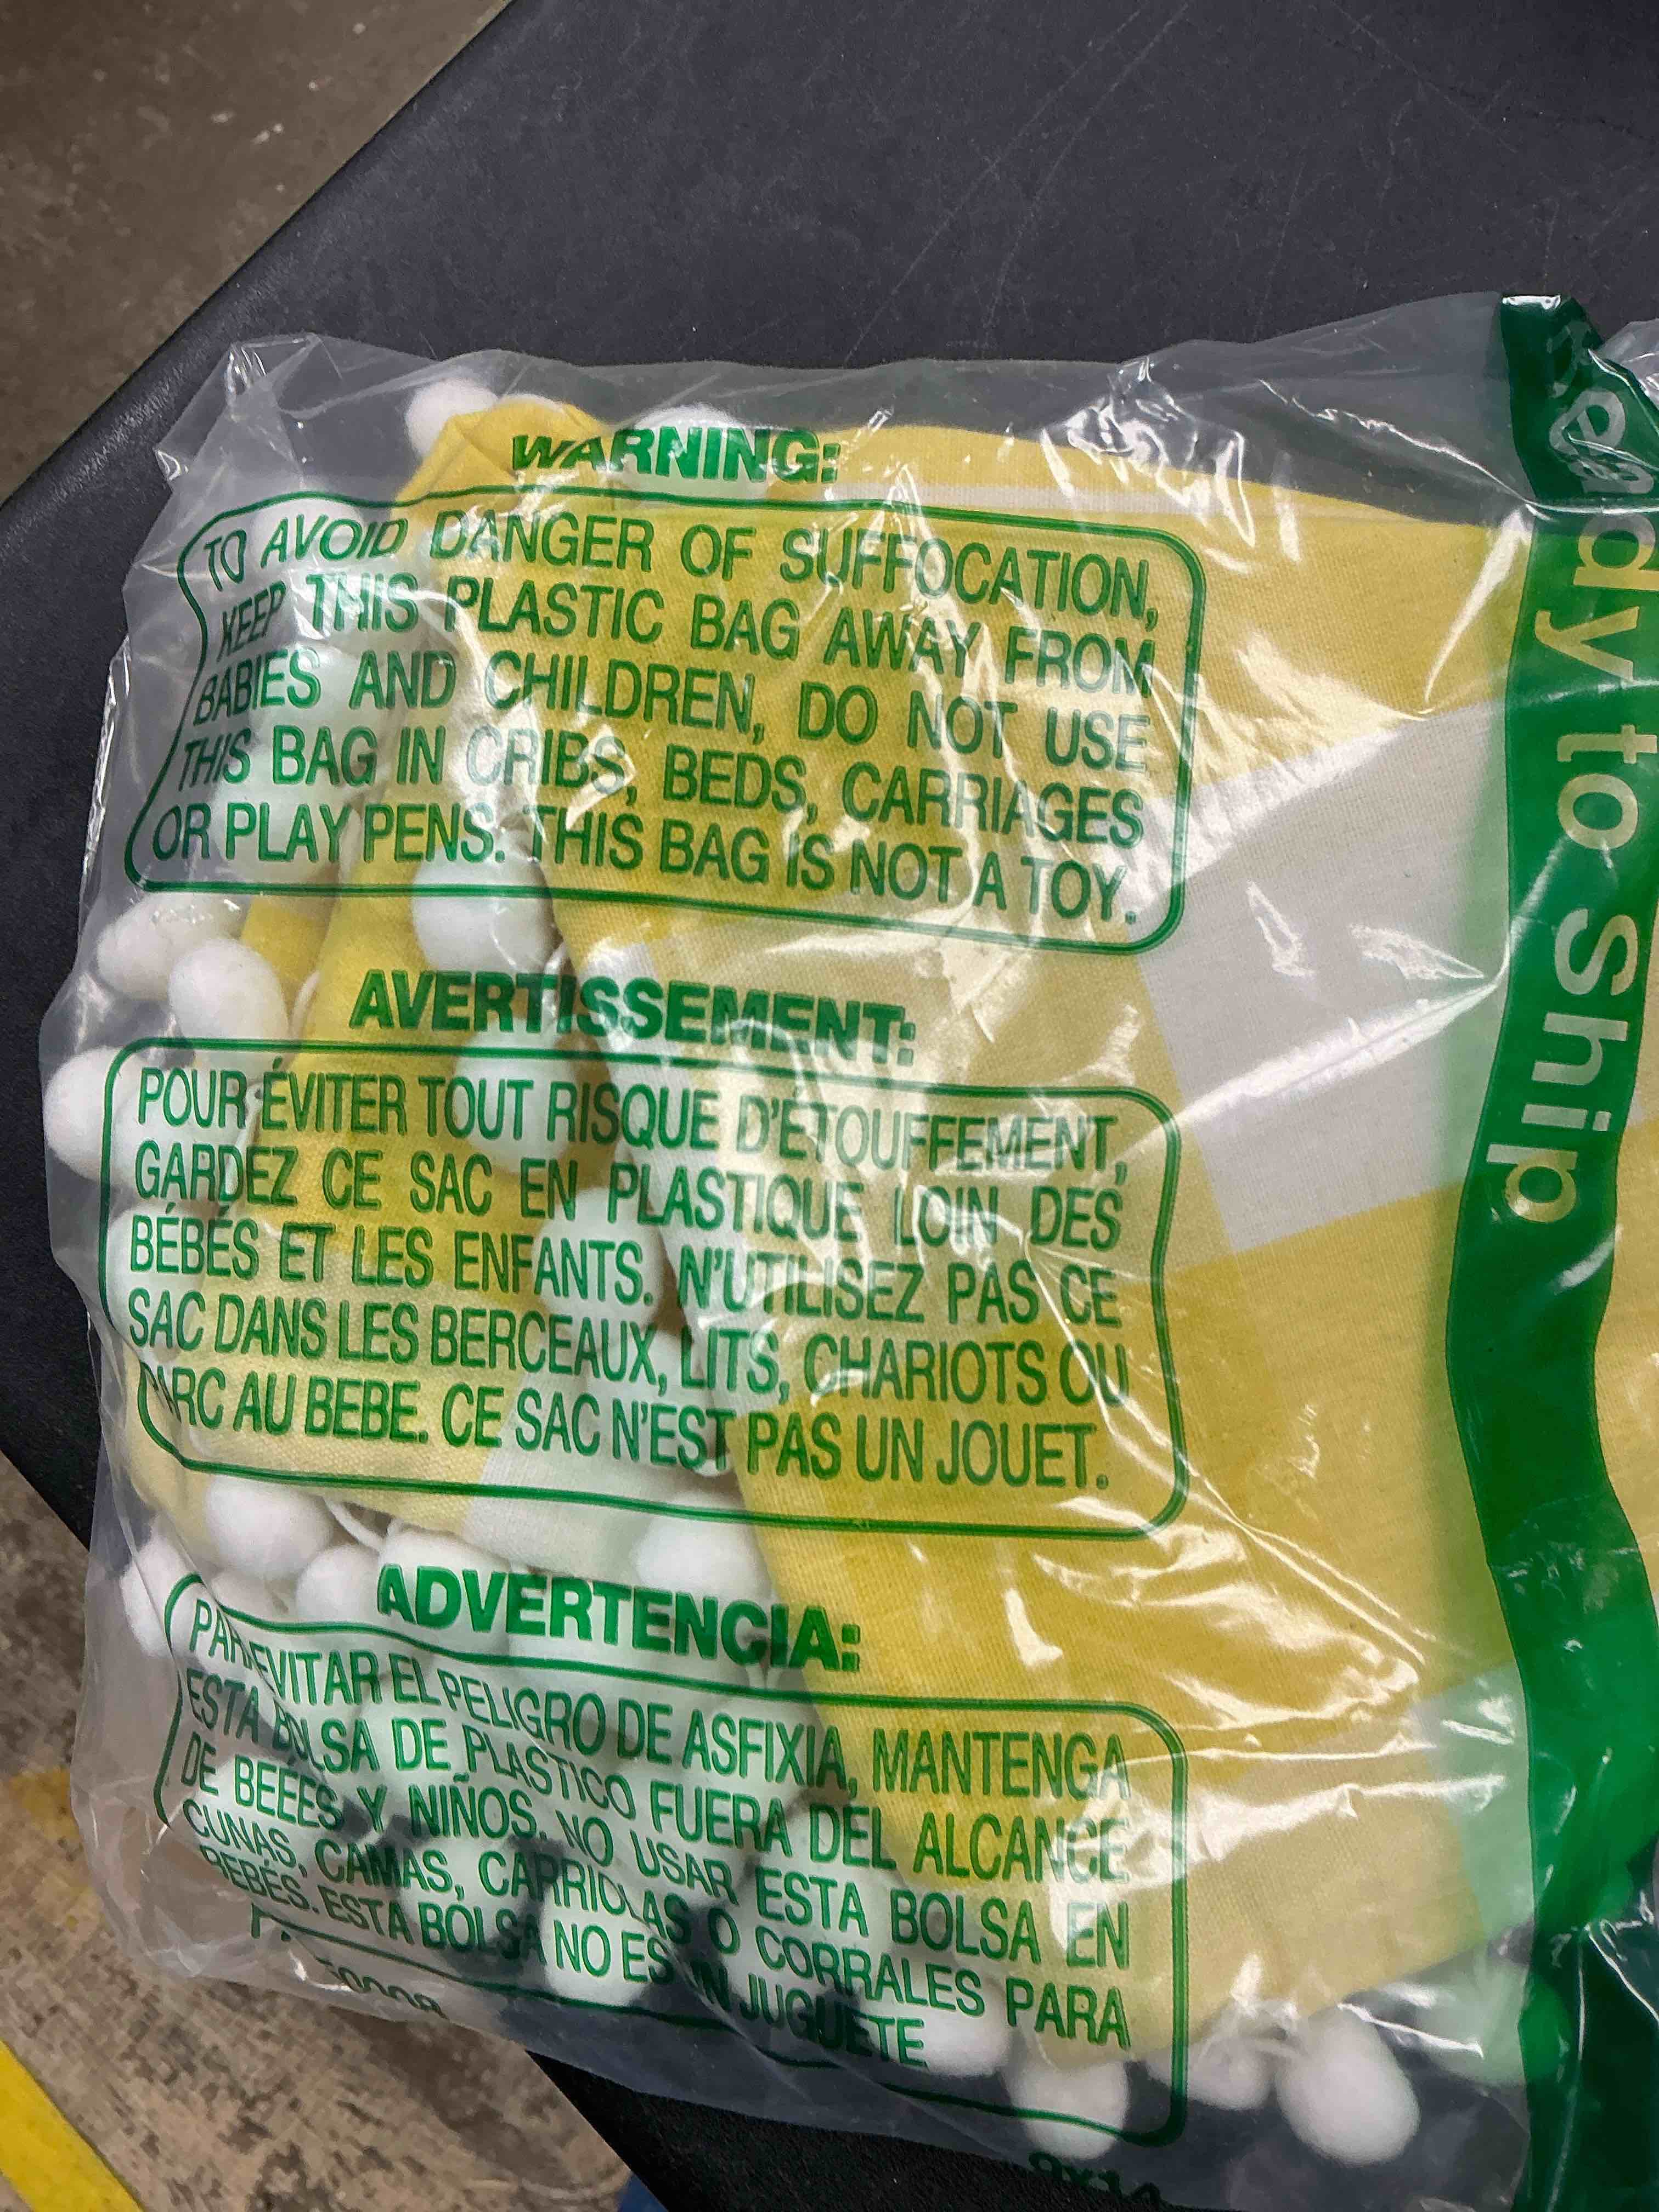 WARNING:
TO AVOID DANGER OF SUFFOCATION,
KEEP THIS PLASTIC BAG AWAY FROM
BABIES AND CHILDREN, DO NOT USE
THIS BAG IN CRIBS, BEDS, CARRIAGES
OR PLAY PENS. THIS BAG IS NOT A TOY.
AVERTISSEMENT:
POUR ÉVITER TOUT RISQUE D'ÉTOUFFEMENT,
GARDEZ CE SAC EN PLASTIQUE LOIN DES
BÉBÉS ET LES ENFANTS. N'UTILISEZ PAS CE
SAC DANS LES BERCEAUX, LITS, CHARIOTS OU
PARC AU BEBE. CE SAC N'EST PAS UN JOUET.
ADVERTENCIA:
EVITAR EL PELIGRO DE ASFIXIA, MANTENGA
ESTA BOLSA DE PLASTICO FUERA DEL ALCANCE
DE BEEES Y NIÑOS. NO USAR ESTA BOLSA EN
CUNAS, CAMAS, CARRIOLAS O CORRALES PARA
BEBÉS. ESTA BOLSA NO ES UN JUGUETE
9X14
Ready to Ship